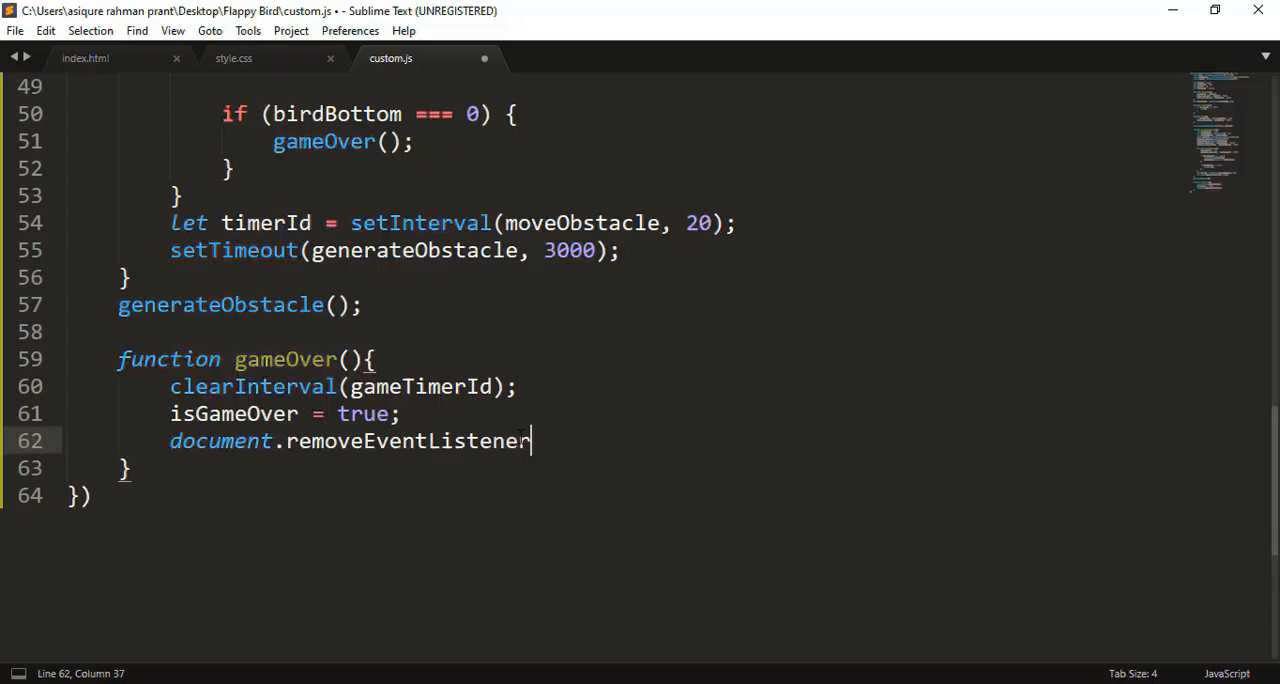 C:\Users\asiqure rahman prant\Desktop\Flappy Bird\custom.js • - Sublime Text (UNREGISTERED)
File Edit Selection Find View Goto Tools Project Preferences Help
index.html × style.css × custom.js
49
50 if (birdBottom === 0) {
51 gameOver();
52 }
53 }
54 let timerId = setInterval(moveObstacle, 20);
55 setTimeout(generateObstacle, 3000);
56 }
57 generateObstacle();
58
59 function gameOver(){
60 clearInterval(gameTimerId);
61 isGameOver = true;
62 document.removeEventListener
63 }
64 })
Line 62, Column 37 Tab Size: 4 JavaScript